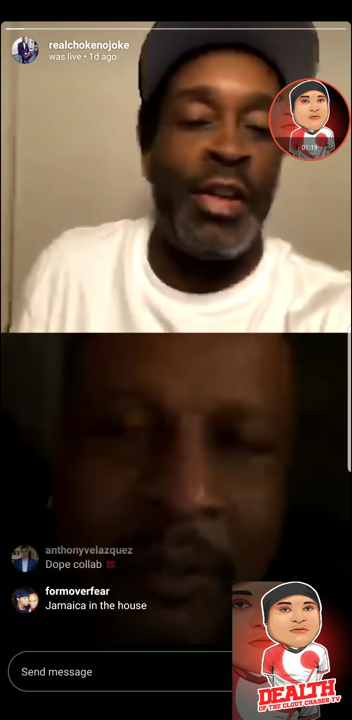 realchokenojoke
was live • 1d ago
01:19
anthonyvelazquez
Dope collab
formoverfear
Jamaica in the house
Send message
DEALTH
OF THE CLOUT CHASER TV